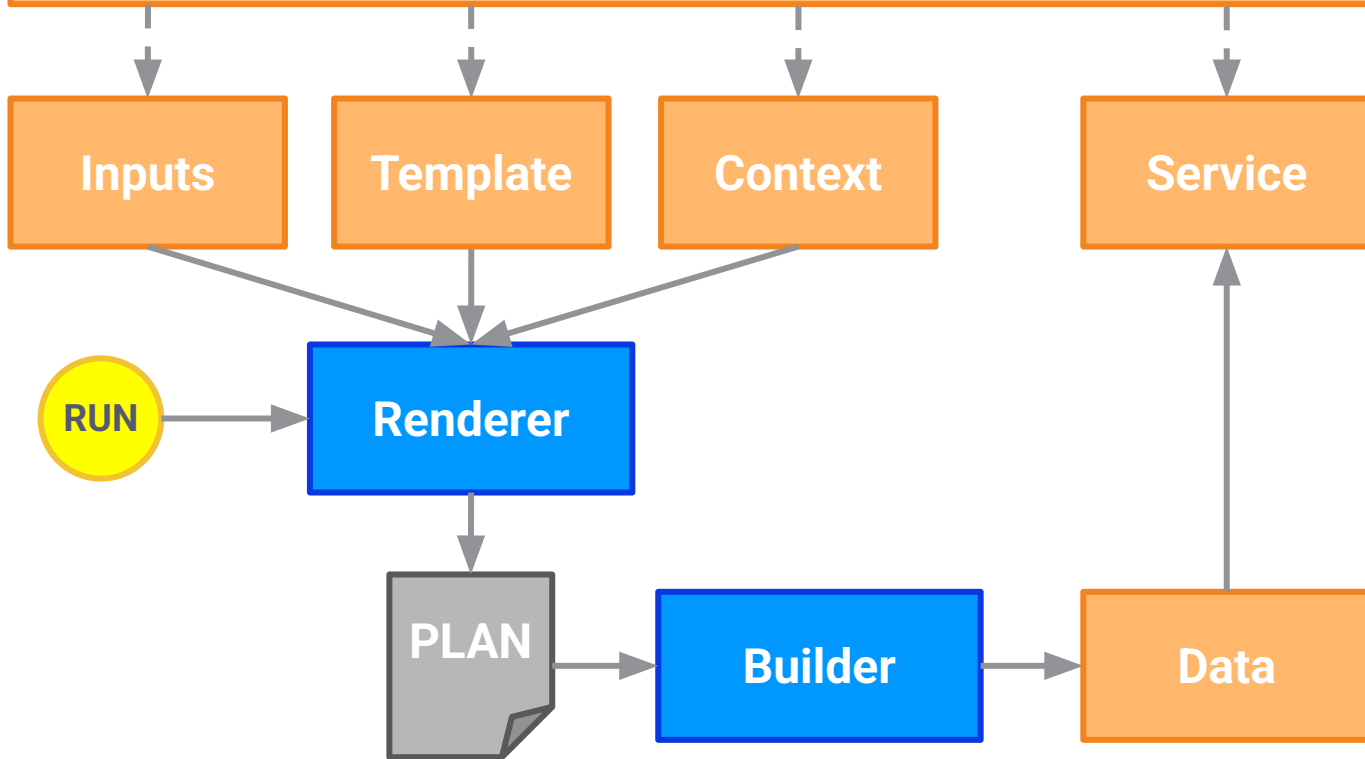 Inputs
Template
Context
Service
RUN
Renderer
PLAN
Builder
Data